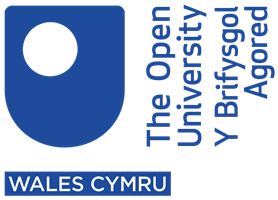 The Open
University
Y Brifysgol
Agored
WALES CYMRU